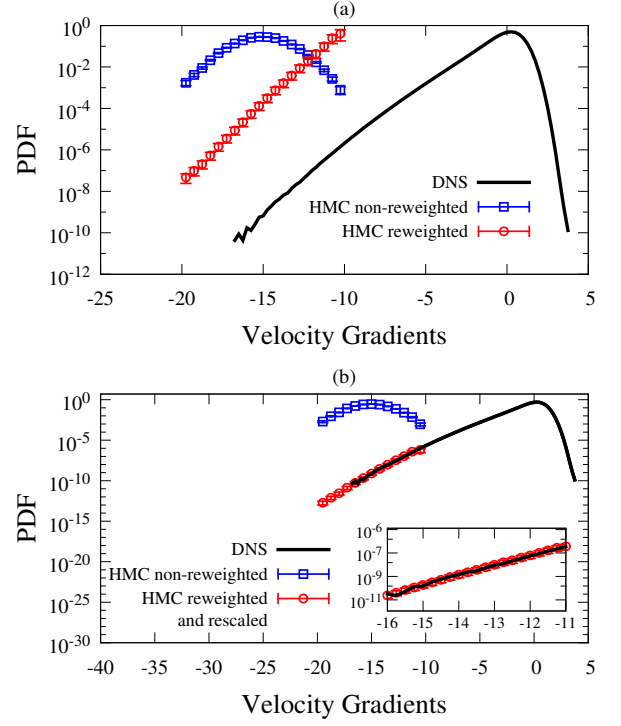 (a)
10^0
10^-2
10^-4
10^-6
10^-8
10^-10
10^-12
PDF
DNS
HMC non-reweighted
HMC reweighted
-25 -20 -15 -10 -5 0 5
Velocity Gradients
(b)
10^0
10^-5
10^-10
10^-15
10^-20
10^-25
10^-30
PDF
DNS
HMC non-reweighted
HMC reweighted
and rescaled
10^-6
10^-7
10^-9
10^-11
-16 -15 -14 -13 -12 -11
-40 -35 -30 -25 -20 -15 -10 -5 0 5
Velocity Gradients